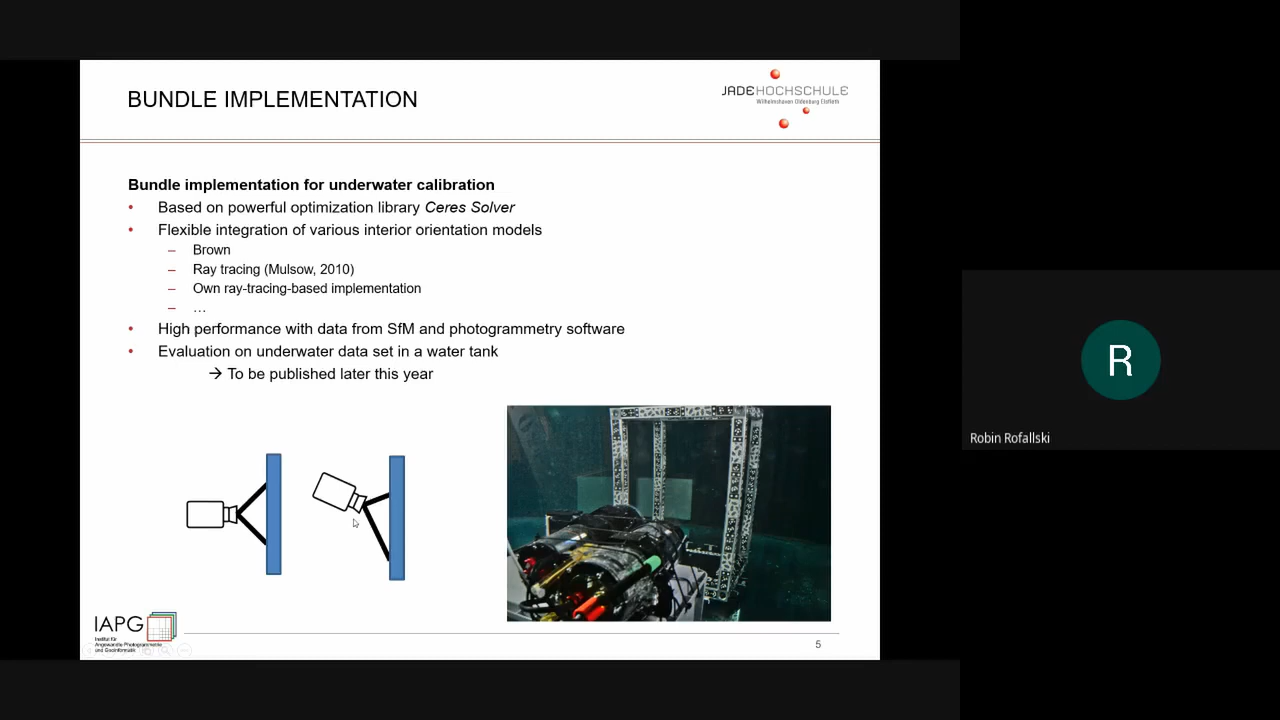 BUNDLE IMPLEMENTATION
JADEHOCHSCHULE
Wilhelmshaven Oldenburg Elsfleth
Bundle implementation for underwater calibration
• Based on powerful optimization library Ceres Solver
• Flexible integration of various interior orientation models
– Brown
– Ray tracing (Mulsow, 2010)
– Own ray-tracing-based implementation
– …
• High performance with data from SfM and photogrammetry software
• Evaluation on underwater data set in a water tank
→ To be published later this year
IAPG
Institut für
Angewandte Photogrammetrie
und Geoinformatik
5
R
Robin Rofallski